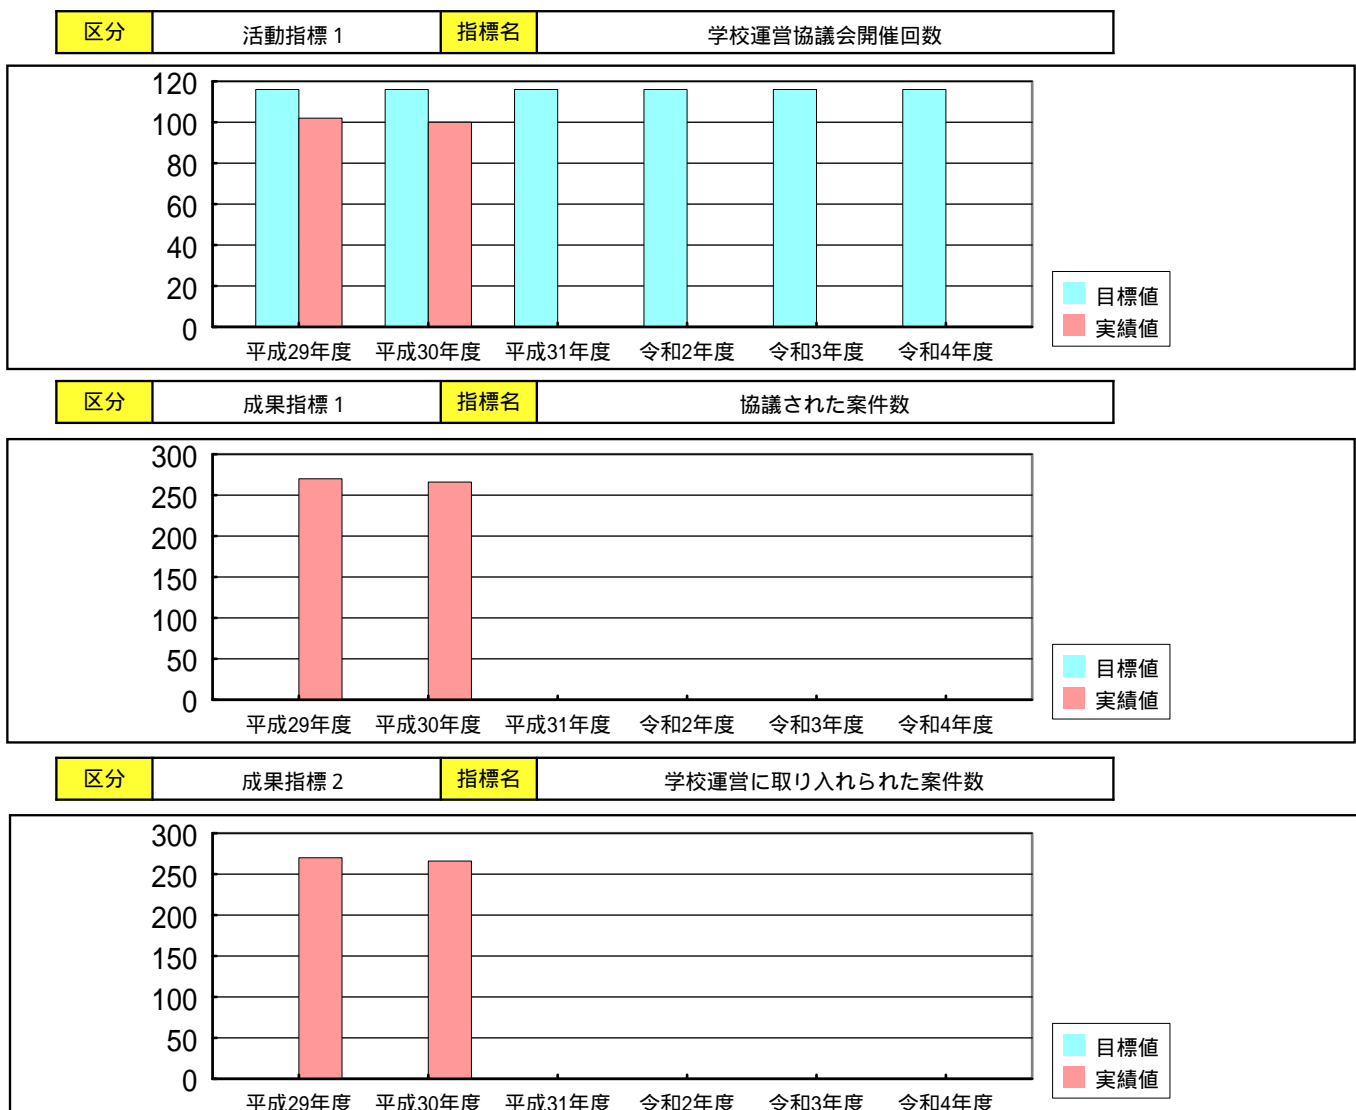 区分 活動指標1 指標名 学校運営協議会開催回数
120
100
80
60
40
20
0
平成29年度 平成30年度 平成31年度 令和2年度 令和3年度 令和4年度
目標値
実績値
区分 成果指標1 指標名 協議された案件数
300
250
200
150
100
50
0
平成29年度 平成30年度 平成31年度 令和2年度 令和3年度 令和4年度
目標値
実績値
区分 成果指標2 指標名 学校運営に取り入れられた案件数
300
250
200
150
100
50
0
平成29年度 平成30年度 平成31年度 令和2年度 令和3年度 令和4年度
目標値
実績値